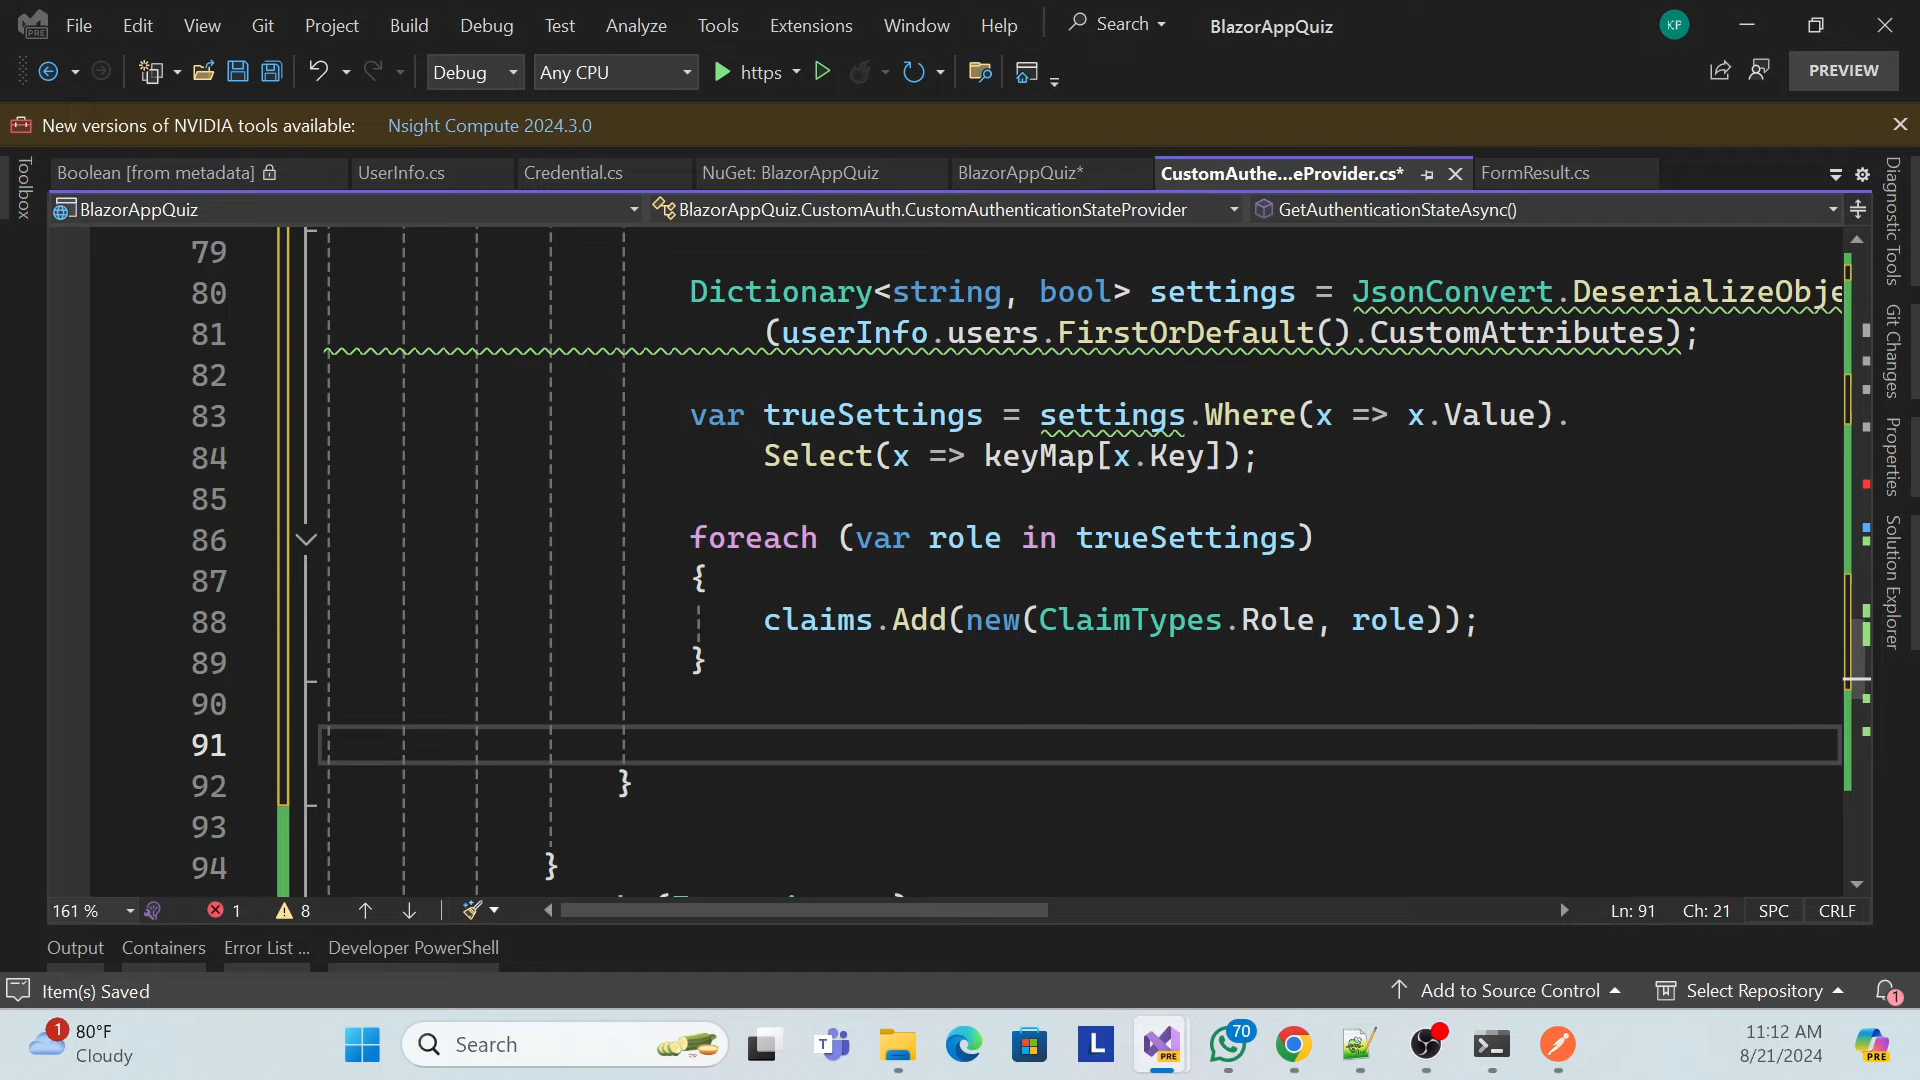 File Edit View Git Project Build Debug Test Analyze Tools Extensions Window Help Search BlazorAppQuiz KP
Debug Any CPU https PREVIEW
New versions of NVIDIA tools available: Nsight Compute 2024.3.0
Boolean [from metadata] UserInfo.cs Credential.cs NuGet: BlazorAppQuiz BlazorAppQuiz* CustomAuthe...eProvider.cs* FormResult.cs
BlazorAppQuiz BlazorAppQuiz.CustomAuth.CustomAuthenticationStateProvider GetAuthenticationStateAsync()
Toolbox
Diagnostic Tools
Git Changes
Properties
Solution Explorer
79
80 Dictionary<string, bool> settings = JsonConvert.DeserializeObje
81 (userInfo.users.FirstOrDefault().CustomAttributes);
82
83 var trueSettings = settings.Where(x => x.Value).
84 Select(x => keyMap[x.Key]);
85
86 foreach (var role in trueSettings)
87 {
88 claims.Add(new(ClaimTypes.Role, role));
89 }
90
91
92 }
93
94 }
161 % 1 8 Ln: 91 Ch: 21 SPC CRLF
Output Containers Error List ... Developer PowerShell
Item(s) Saved Add to Source Control Select Repository 1
1 80°F Search L PRE 70 11:12 AM PRE
Cloudy 8/21/2024